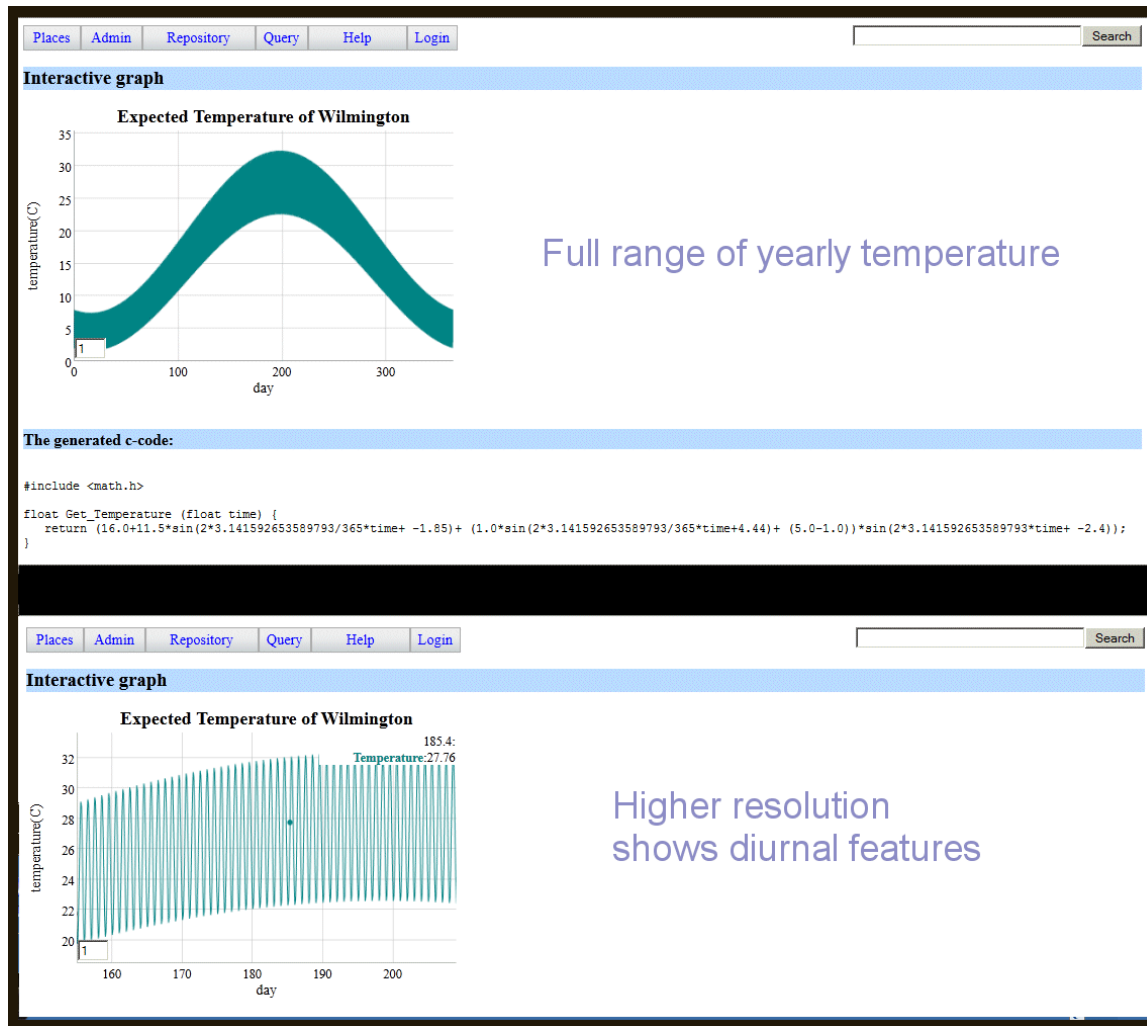 Places Admin Repository Query Help Login Search
Interactive graph
Expected Temperature of Wilmington
35
30
25
20
15
10
5
0
temperature(C)
1
0 100 200 300
day
Full range of yearly temperature
The generated c-code:
#include <math.h>
float Get_Temperature (float time) {
return (16.0+11.5*sin(2*3.141592653589793/365*time+ -1.85)+ (1.0*sin(2*3.141592653589793/365*time+4.44)+ (5.0-1.0))*sin(2*3.141592653589793*time+ -2.4));
}
Places Admin Repository Query Help Login Search
Interactive graph
Expected Temperature of Wilmington
185.4:
Temperature:27.76
32
30
28
26
24
22
20
temperature(C)
1
160 170 180 190 200
day
Higher resolution
shows diurnal features